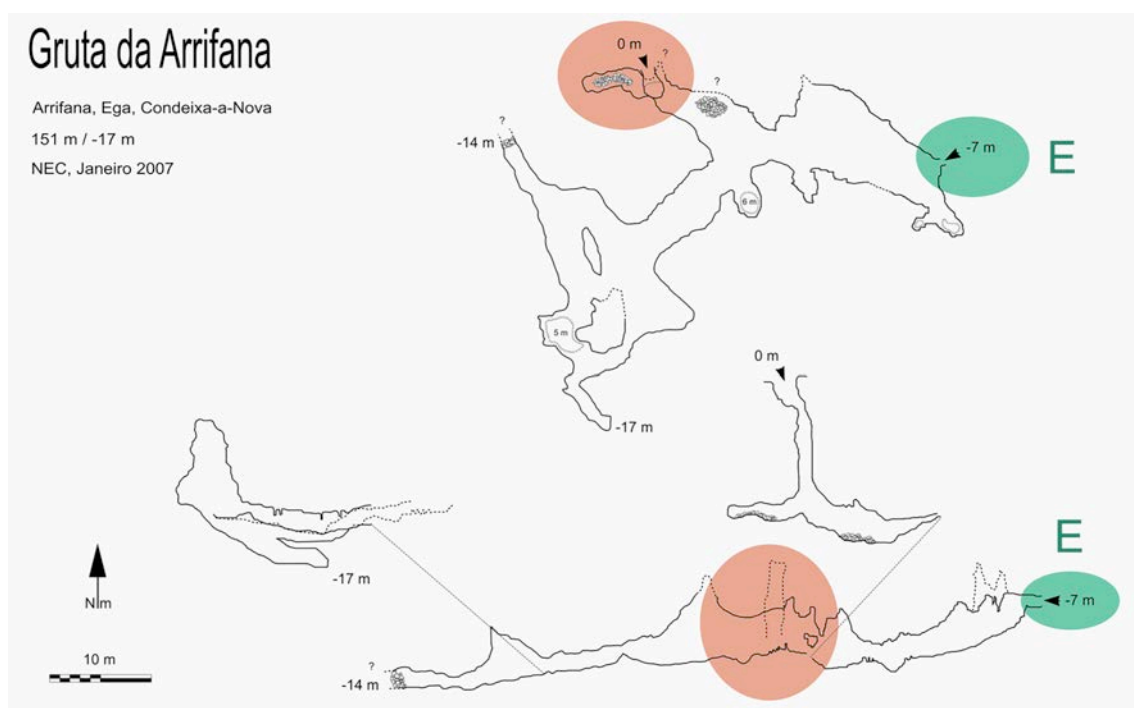 Gruta da Arrifana
Arrifana, Ega, Condeixa-a-Nova
151 m / -17 m
NEC, Janeiro 2007
0 m
?
?
?
-14 m
-7 m
E
6 m
5 m
-17 m
0 m
-17 m
E
-7 m
Nm
10 m
?
-14 m